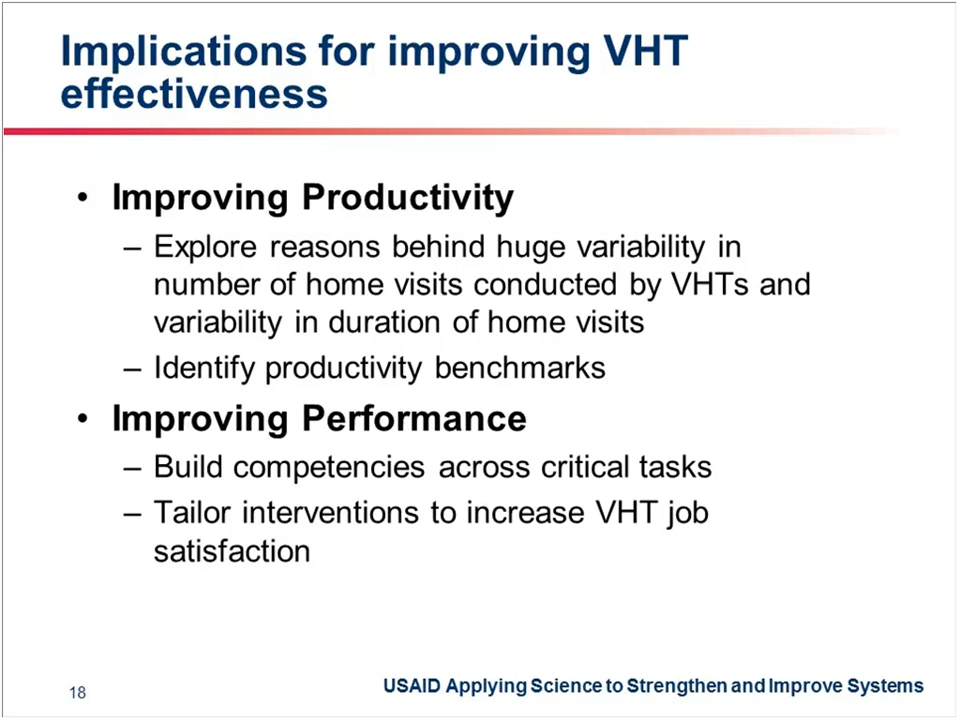 Implications for improving VHT
effectiveness
• Improving Productivity
– Explore reasons behind huge variability in
number of home visits conducted by VHTs and
variability in duration of home visits
– Identify productivity benchmarks
• Improving Performance
– Build competencies across critical tasks
– Tailor interventions to increase VHT job
satisfaction
18
USAID Applying Science to Strengthen and Improve Systems